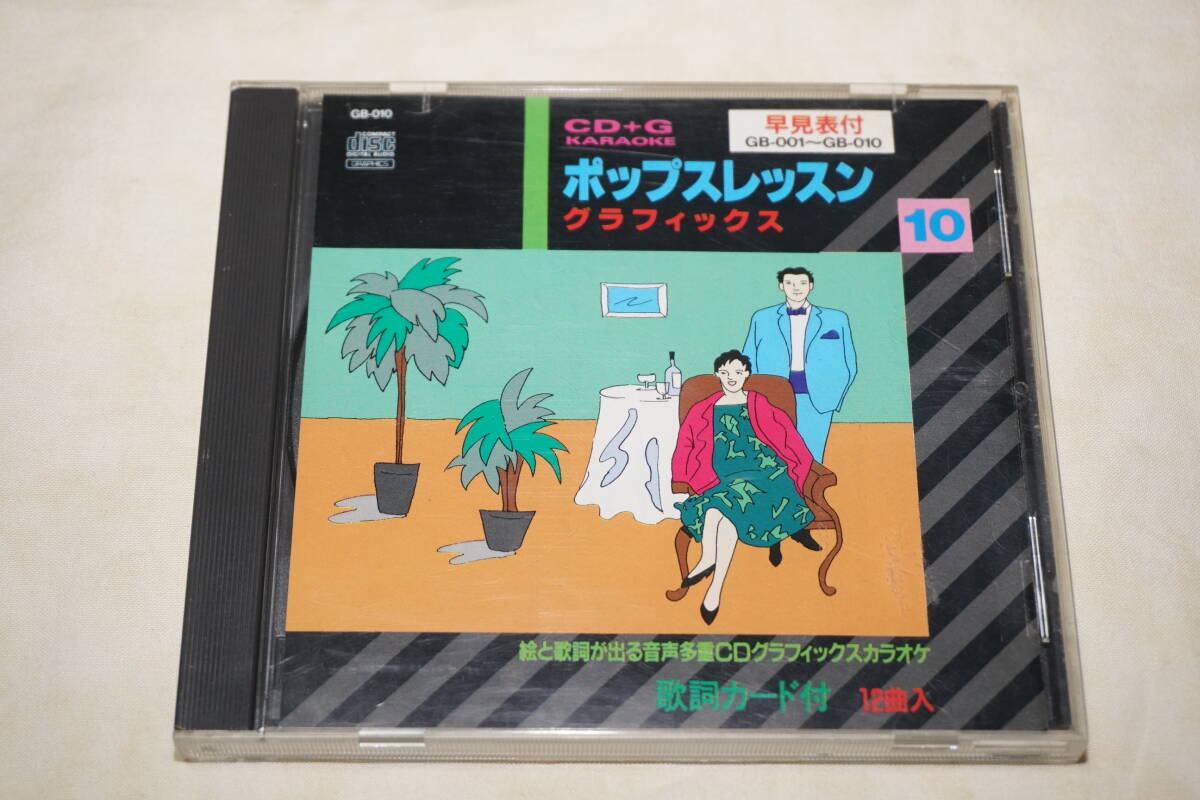 GB-010
COMPACT
disc
DIGITAL AUDIO
GRAPHICS
CD+G
KARAOKE
早見表付
GB-001〜GB-010
ポップスレッスン
グラフィックス
10
絵と歌詞が出る音声多重CDグラフィックスカラオケ
歌詞カード付 12曲入